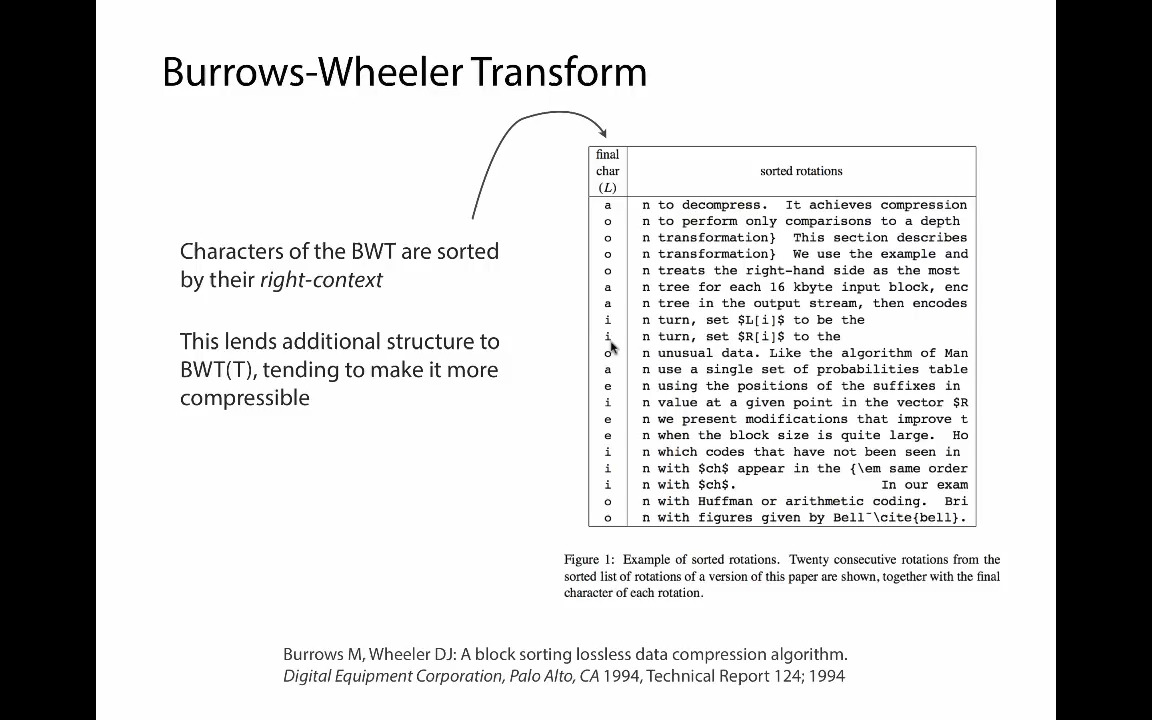 Burrows-Wheeler Transform
Characters of the BWT are sorted
by their right-context
This lends additional structure to
BWT(T), tending to make it more
compressible
final
char
(L)
sorted rotations
a n to decompress.  It achieves compression
o n to perform only comparisons to a depth
o n transformation}  This section describes
o n transformation}  We use the example and
o n treats the right-hand side as the most
a n tree for each 16 kbyte input block, enc
a n tree in the output stream, then encodes
i n turn, set $L[i]$ to be the
i n turn, set $R[i]$ to the
o n unusual data. Like the algorithm of Man
a n use a single set of probabilities table
e n using the positions of the suffixes in
i n value at a given point in the vector $R
e n we present modifications that improve t
e n when the block size is quite large.  Ho
i n which codes that have not been seen in
i n with $ch$ appear in the {\em same order
i n with $ch$.                  In our exam
o n with Huffman or arithmetic coding.  Bri
o n with figures given by Bell~\cite{bell}.
Figure 1: Example of sorted rotations. Twenty consecutive rotations from the
sorted list of rotations of a version of this paper are shown, together with the final
character of each rotation.
Burrows M, Wheeler DJ: A block sorting lossless data compression algorithm.
Digital Equipment Corporation, Palo Alto, CA 1994, Technical Report 124; 1994